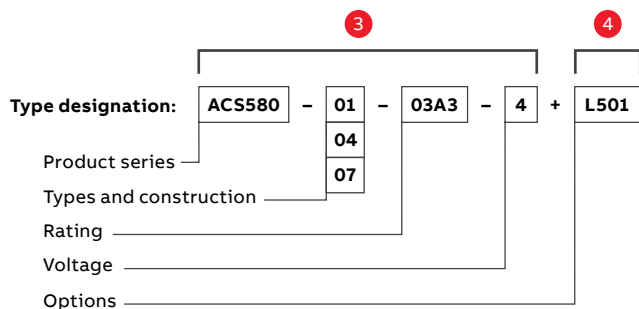 3 4
Type designation: ACS580 – 01 – 03A3 – 4 + L501
04
07
Product series
Types and construction
Rating
Voltage
Options